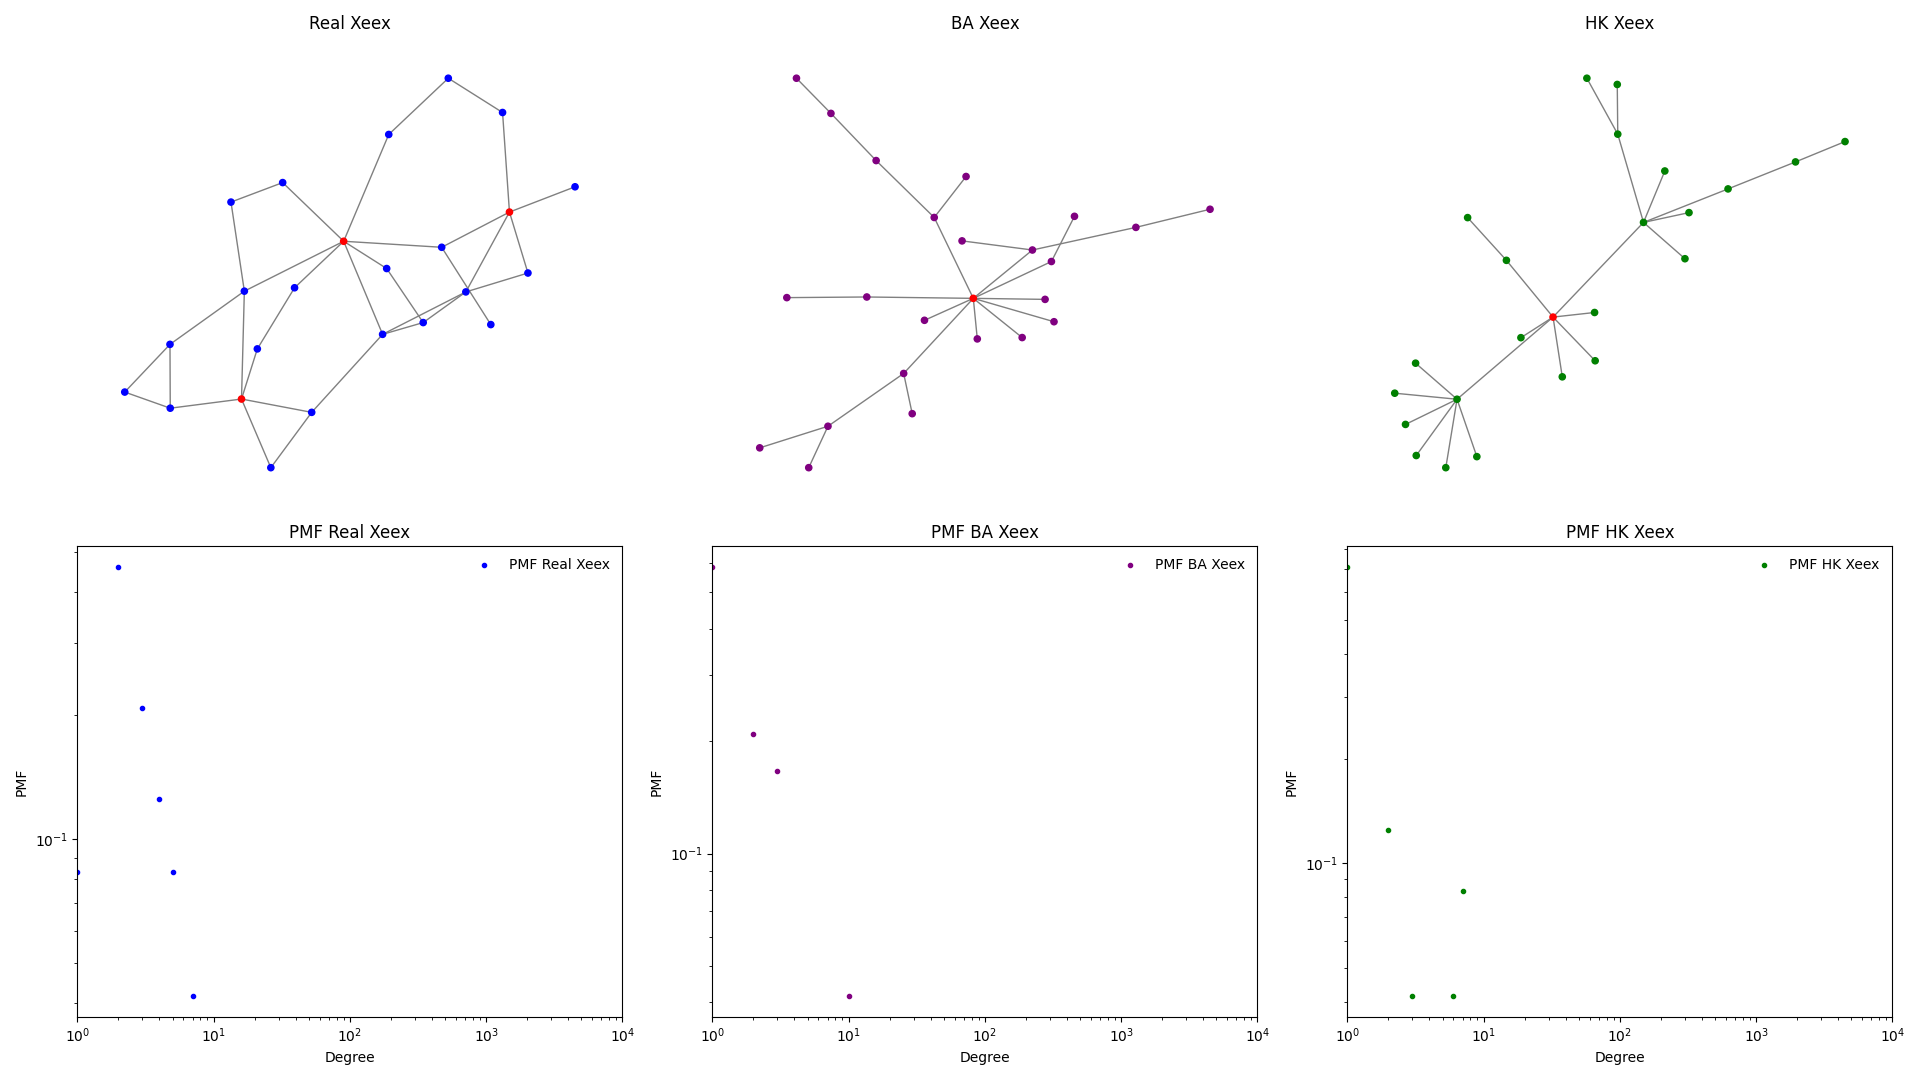 Real Xeex
BA Xeex
HK Xeex
PMF Real Xeex
PMF Real Xeex
PMF
10⁻¹
10⁰ 10¹ 10² 10³ 10⁴
Degree
PMF BA Xeex
PMF BA Xeex
PMF
10⁻¹
10⁰ 10¹ 10² 10³ 10⁴
Degree
PMF HK Xeex
PMF HK Xeex
PMF
10⁻¹
10⁰ 10¹ 10² 10³ 10⁴
Degree